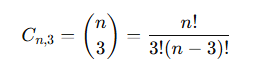 C_{n,3} = \binom{n}{3} = \frac{n!}{3!(n-3)!}